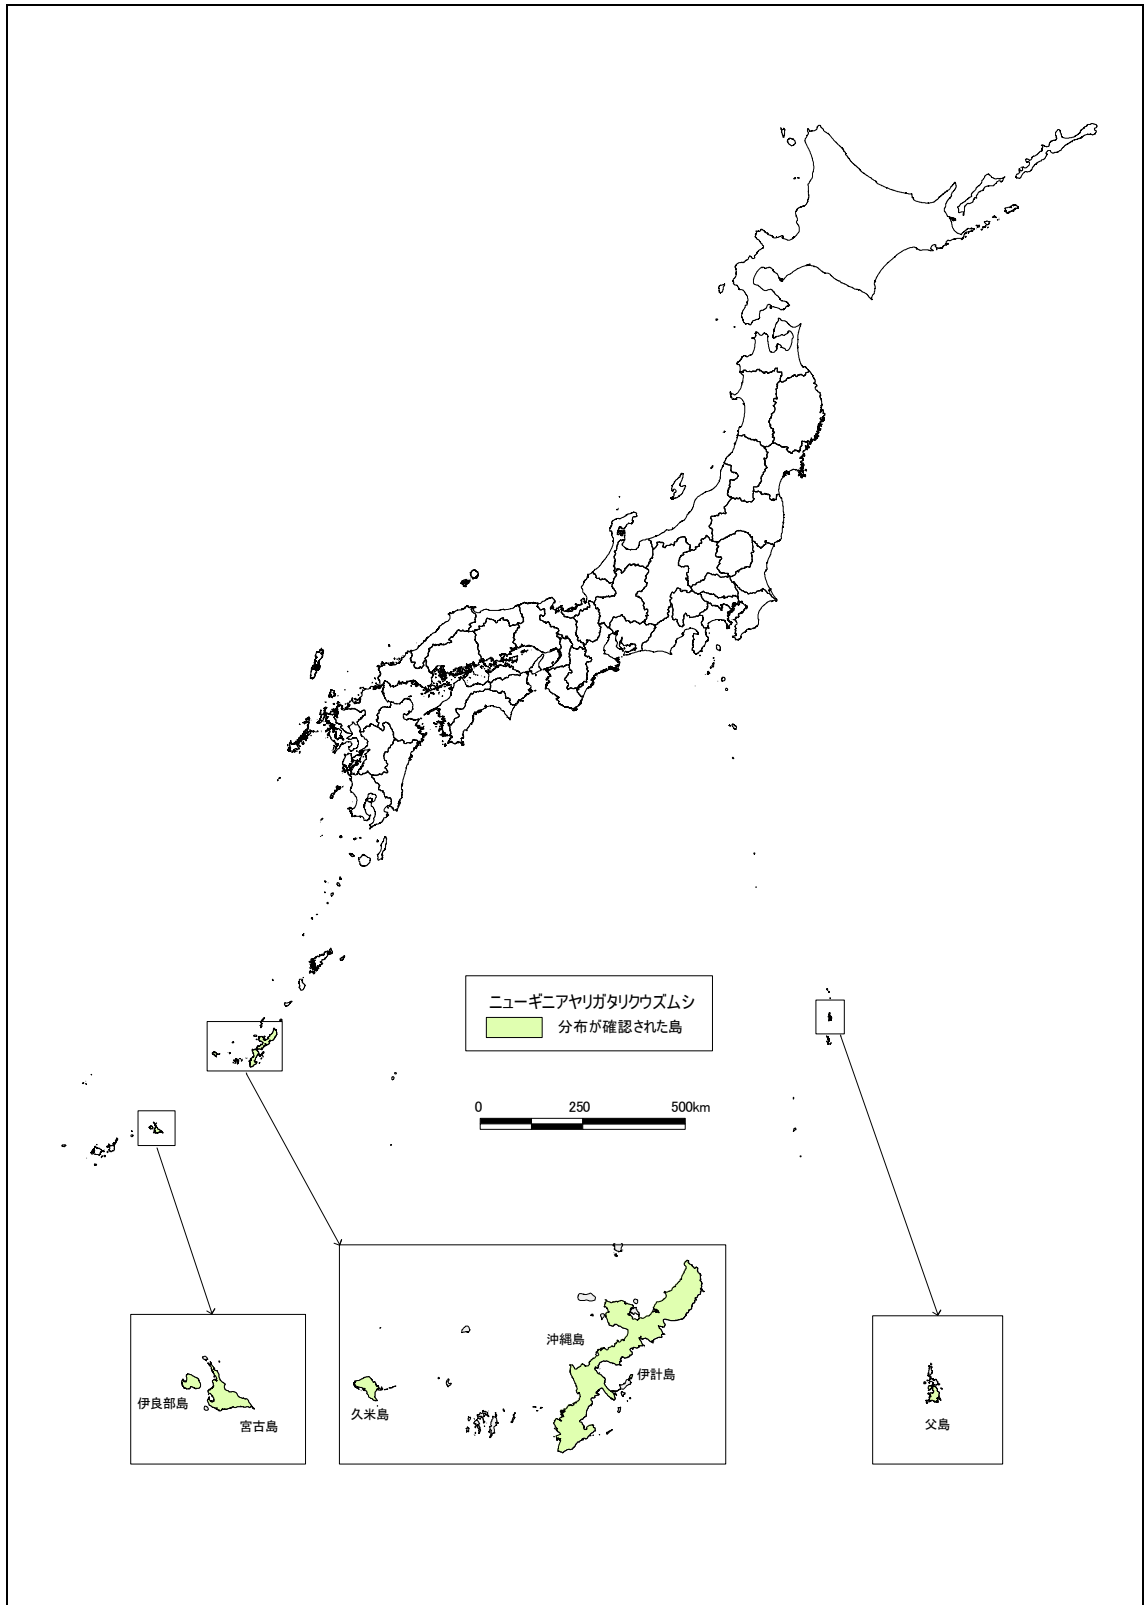 ニューギニアヤリガタリクウズムシ
分布が確認された島
0 250 500km
沖縄島
伊計島
久米島
伊良部島
宮古島
父島